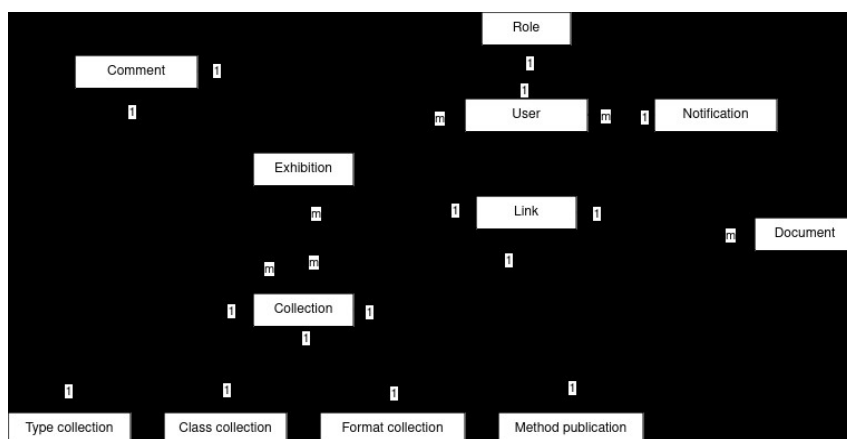 Role
Comment
1
1
1
1
m
User
m
1
Notification
Exhibition
m
1
Link
1
m
Document
1
m
m
1
Collection
1
1
1
1
1
1
Type collection
Class collection
Format collection
Method publication